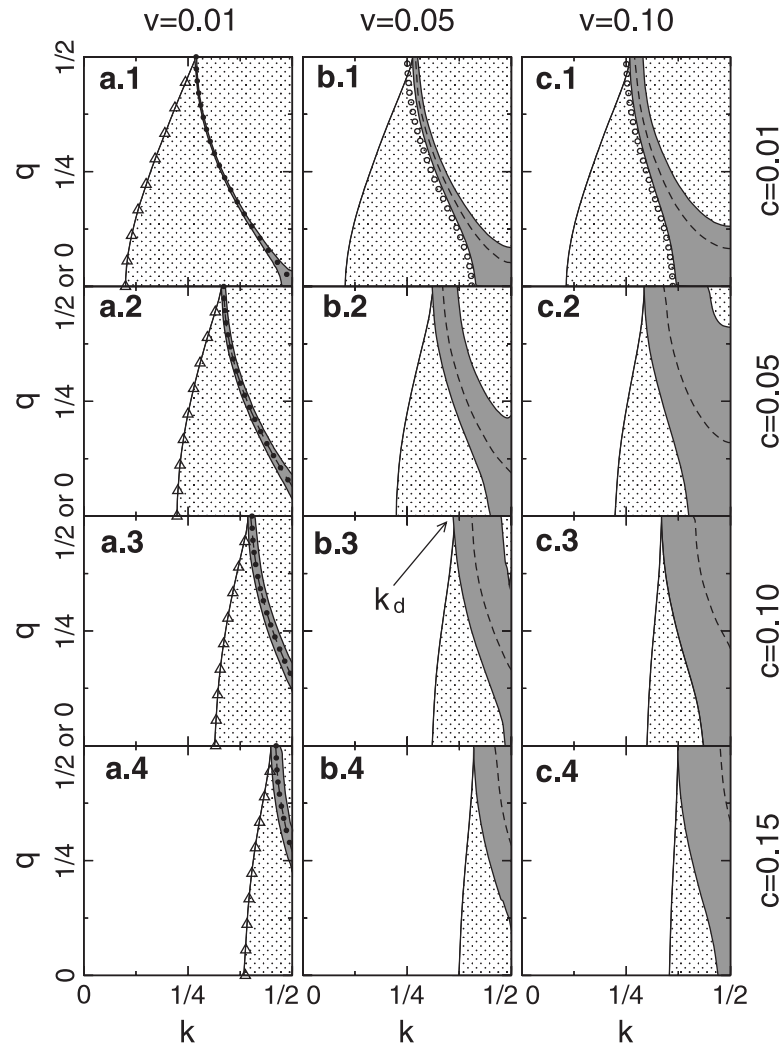 v=0.01 v=0.05 v=0.10
1/2 a.1 b.1 c.1
q 1/4 c=0.01
1/2 or 0 a.2 b.2 c.2
q 1/4 c=0.05
1/2 or 0 a.3 b.3 c.3
k d
q 1/4 c=0.10
1/2 or 0 a.4 b.4 c.4
q 1/4 c=0.15
0
0 1/4 1/2 0 1/4 1/2 0 1/4 1/2
k k k